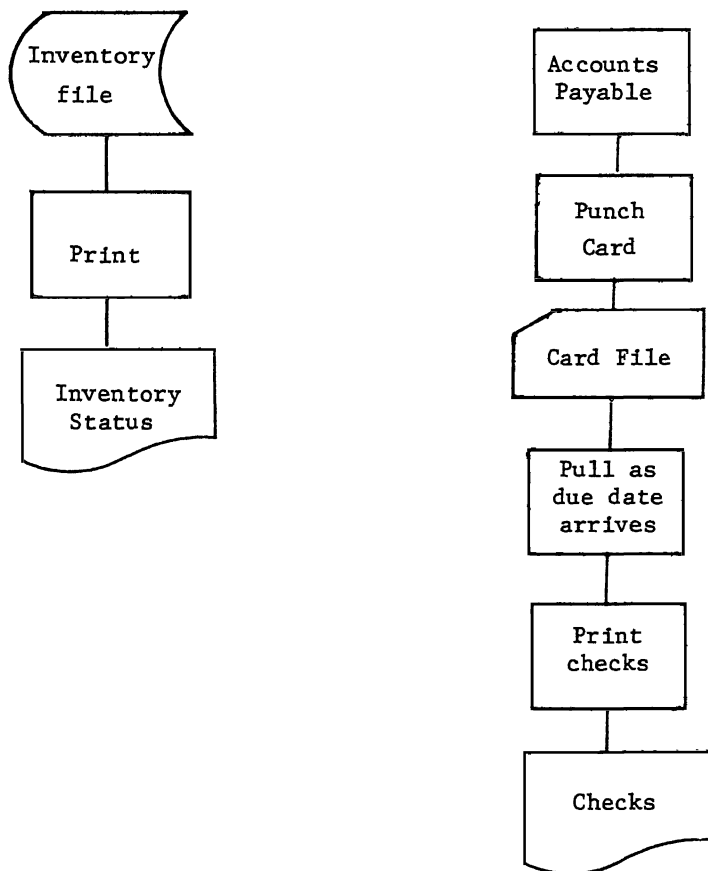 Inventory
file
Print
Inventory
Status
Accounts
Payable
Punch
Card
Card File
Pull as
due date
arrives
Print
checks
Checks